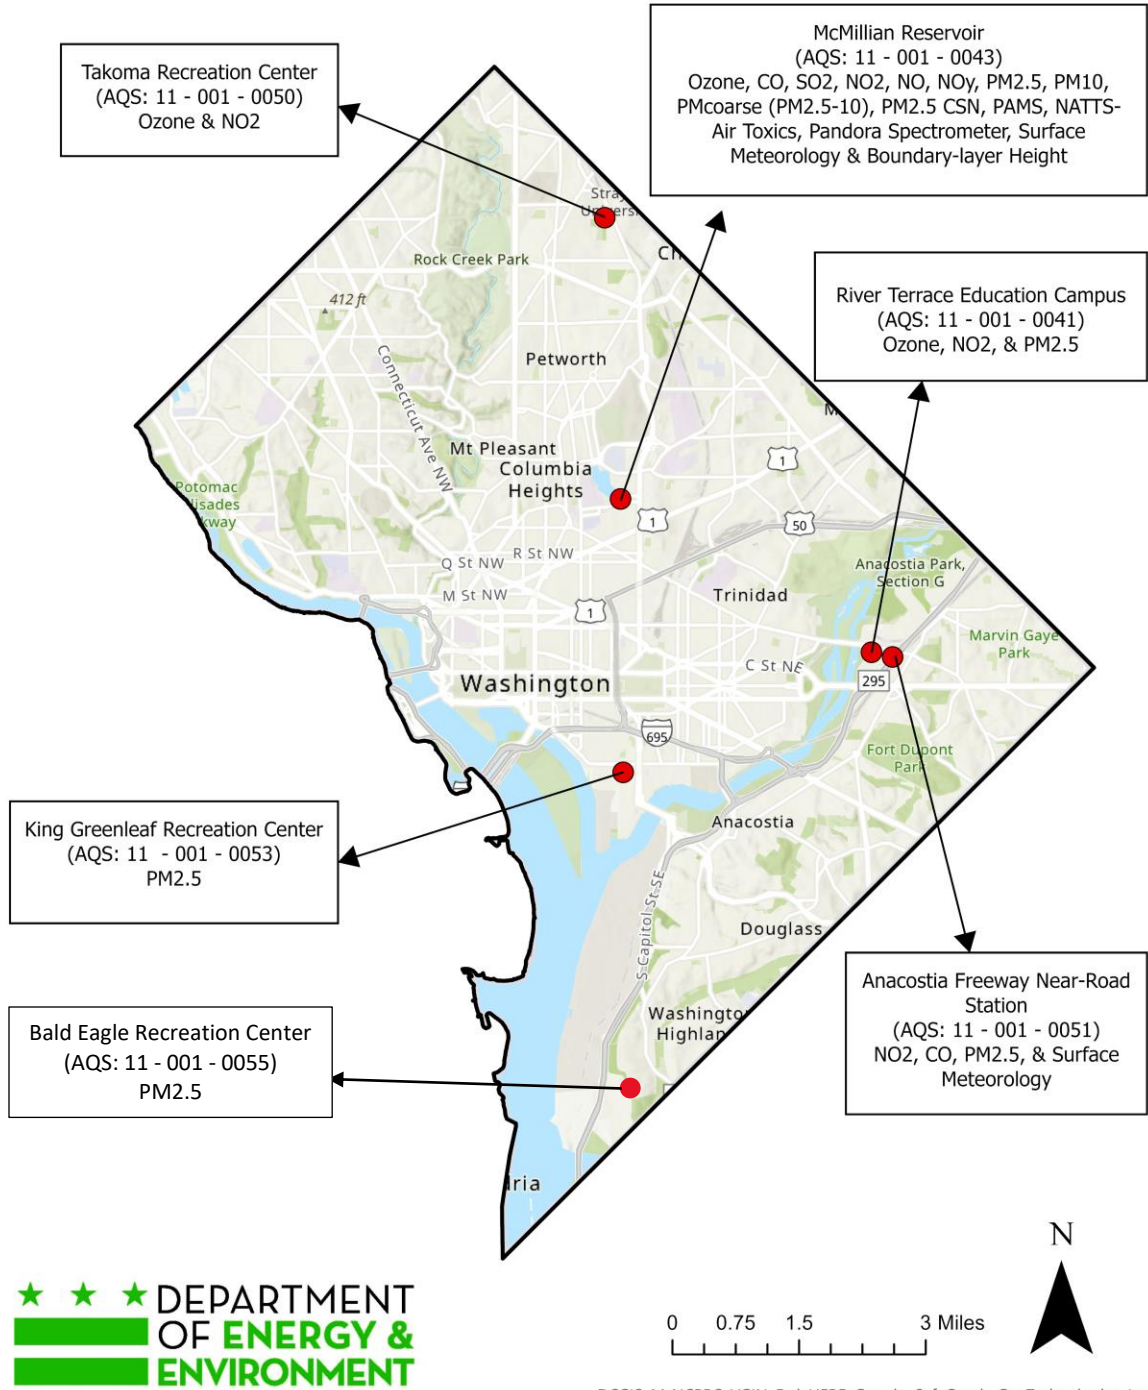 McMillian Reservoir
(AQS: 11 - 001 - 0043)
Ozone, CO, SO2, NO2, NO, NOy, PM2.5, PM10,
PMcoarse (PM2.5-10), PM2.5 CSN, PAMS, NATTS-
Air Toxics, Pandora Spectrometer, Surface
Meteorology & Boundary-layer Height
Takoma Recreation Center
(AQS: 11 - 001 - 0050)
Ozone & NO2
River Terrace Education Campus
(AQS: 11 - 001 - 0041)
Ozone, NO2, & PM2.5
Rock Creek Park
412 ft
Petworth
Connecticut Ave NW
Mt Pleasant
Columbia
Heights
1
1
50
Potomac
R St NW
Q St NW
M St NW
1
Trinidad
Anacostia Park,
Section G
Marvin Gaye
Park
C St NE
295
Washington
695
Fort Dupont
Park
King Greenleaf Recreation Center
(AQS: 11 - 001 - 0053)
PM2.5
Anacostia
S Capitol St SE
Douglass
Anacostia Freeway Near-Road
Station
(AQS: 11 - 001 - 0051)
NO2, CO, PM2.5, & Surface
Meteorology
Bald Eagle Recreation Center
(AQS: 11 - 001 - 0055)
PM2.5
Washington
Highlan
dria
N
DEPARTMENT
OF ENERGY &
ENVIRONMENT
0 0.75 1.5 3 Miles